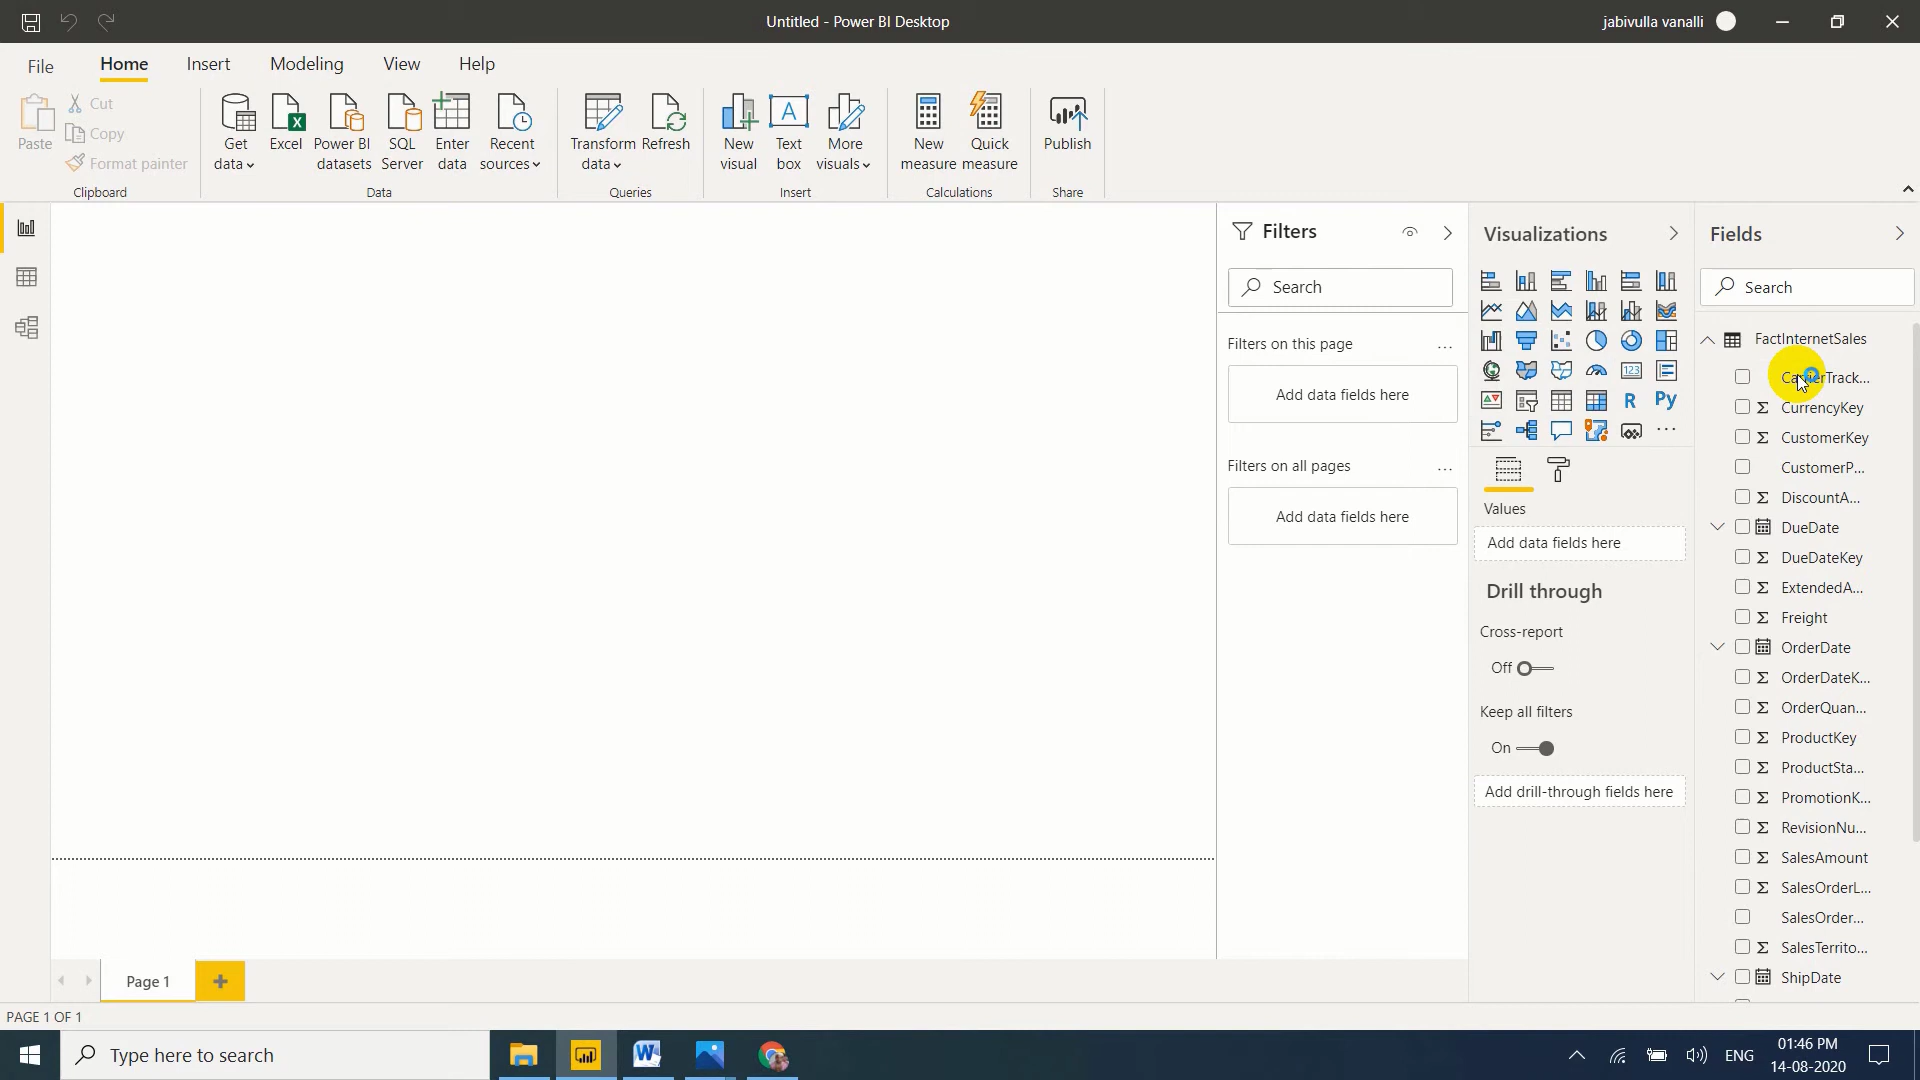 Untitled - Power BI Desktop
jabivulla vanalli
File
Home
Insert
Modeling
View
Help
Paste
Cut
Copy
Format painter
Clipboard
Get data
Excel
Power BI datasets
SQL Server
Enter data
Recent sources
Data
Transform data
Refresh
Queries
New visual
Text box
More visuals
Insert
New measure
Quick measure
Calculations
Publish
Share
Filters
Search
Filters on this page
...
Add data fields here
Filters on all pages
...
Add data fields here
Visualizations
R
Py
123
...
Values
Add data fields here
Drill through
Cross-report
Off
Keep all filters
On
Add drill-through fields here
Fields
Search
FactInternetSales
CarrierTrack...
CurrencyKey
CustomerKey
CustomerP...
DiscountA...
DueDate
DueDateKey
ExtendedA...
Freight
OrderDate
OrderDateK...
OrderQuan...
ProductKey
ProductSta...
PromotionK...
RevisionNu...
SalesAmount
SalesOrderL...
SalesOrder...
SalesTerrito...
ShipDate
Page 1
PAGE 1 OF 1
Type here to search
ENG
01:46 PM
14-08-2020